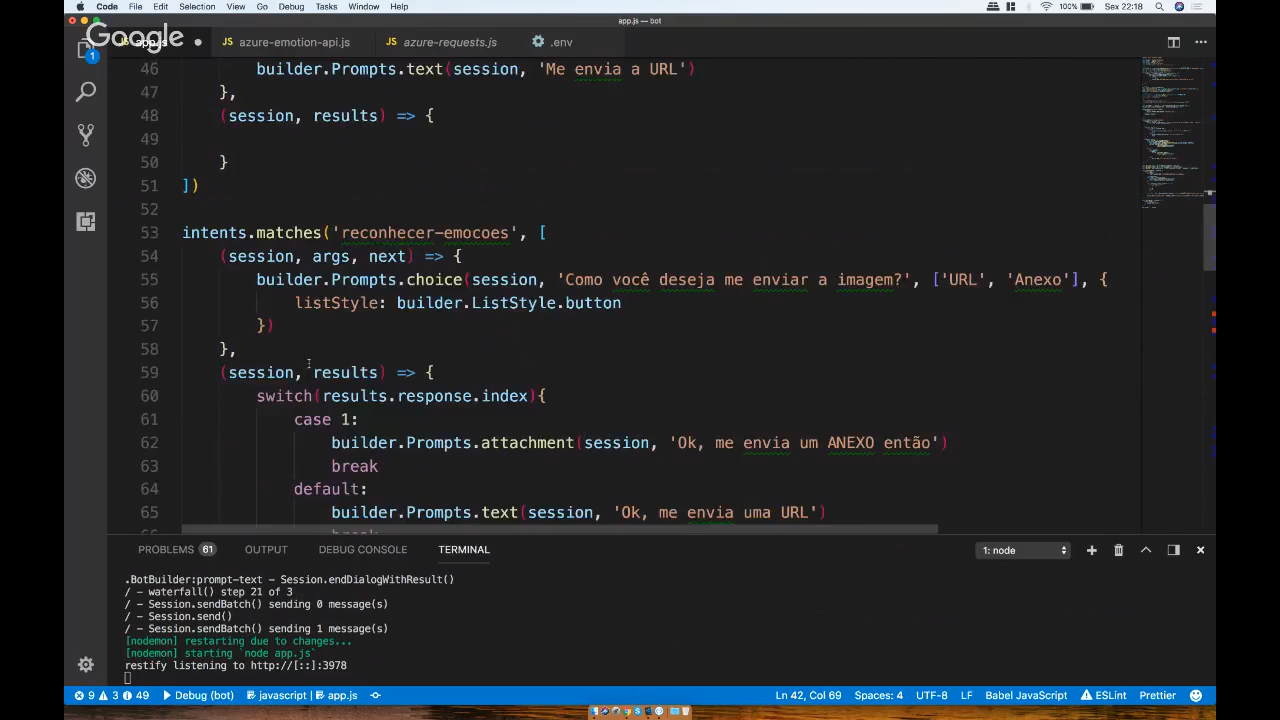 Code File Edit Selection View Go Debug Tasks Window Help 100% Sex 22:18
app.js — bot
Google
JS azure-emotion-api.js JS azure-requests.js .env
1
46 builder.Prompts.text(session, 'Me envia a URL')
47 },
48 (session, results) => {
49
50 }
51 ])
52
53 intents.matches('reconhecer-emocoes', [
54 (session, args, next) => {
55 builder.Prompts.choice(session, 'Como você deseja me enviar a imagem?', ['URL', 'Anexo'], {
56 listStyle: builder.ListStyle.button
57 })
58 },
59 (session, results) => {
60 switch(results.response.index){
61 case 1:
62 builder.Prompts.attachment(session, 'Ok, me envia um ANEXO então')
63 break
64 default:
65 builder.Prompts.text(session, 'Ok, me envia uma URL')
PROBLEMS 61 OUTPUT DEBUG CONSOLE TERMINAL 1: node
.BotBuilder:prompt-text - Session.endDialogWithResult()
/ - waterfall() step 21 of 3
/ - Session.sendBatch() sending 0 message(s)
/ - Session.send()
/ - Session.sendBatch() sending 1 message(s)
[nodemon] restarting due to changes...
[nodemon] starting `node app.js`
restify listening to http://[::]:3978
9 3 49 Debug (bot) javascript | app.js Ln 42, Col 69 Spaces: 4 UTF-8 LF Babel JavaScript ESLint Prettier